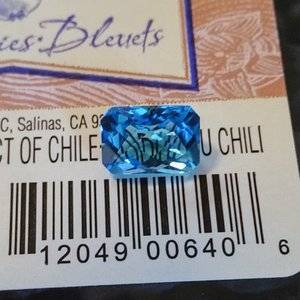 ies·Bleuets
C, Salinas, CA 9
CT OF CHILE U CHILI
12049 00640 6